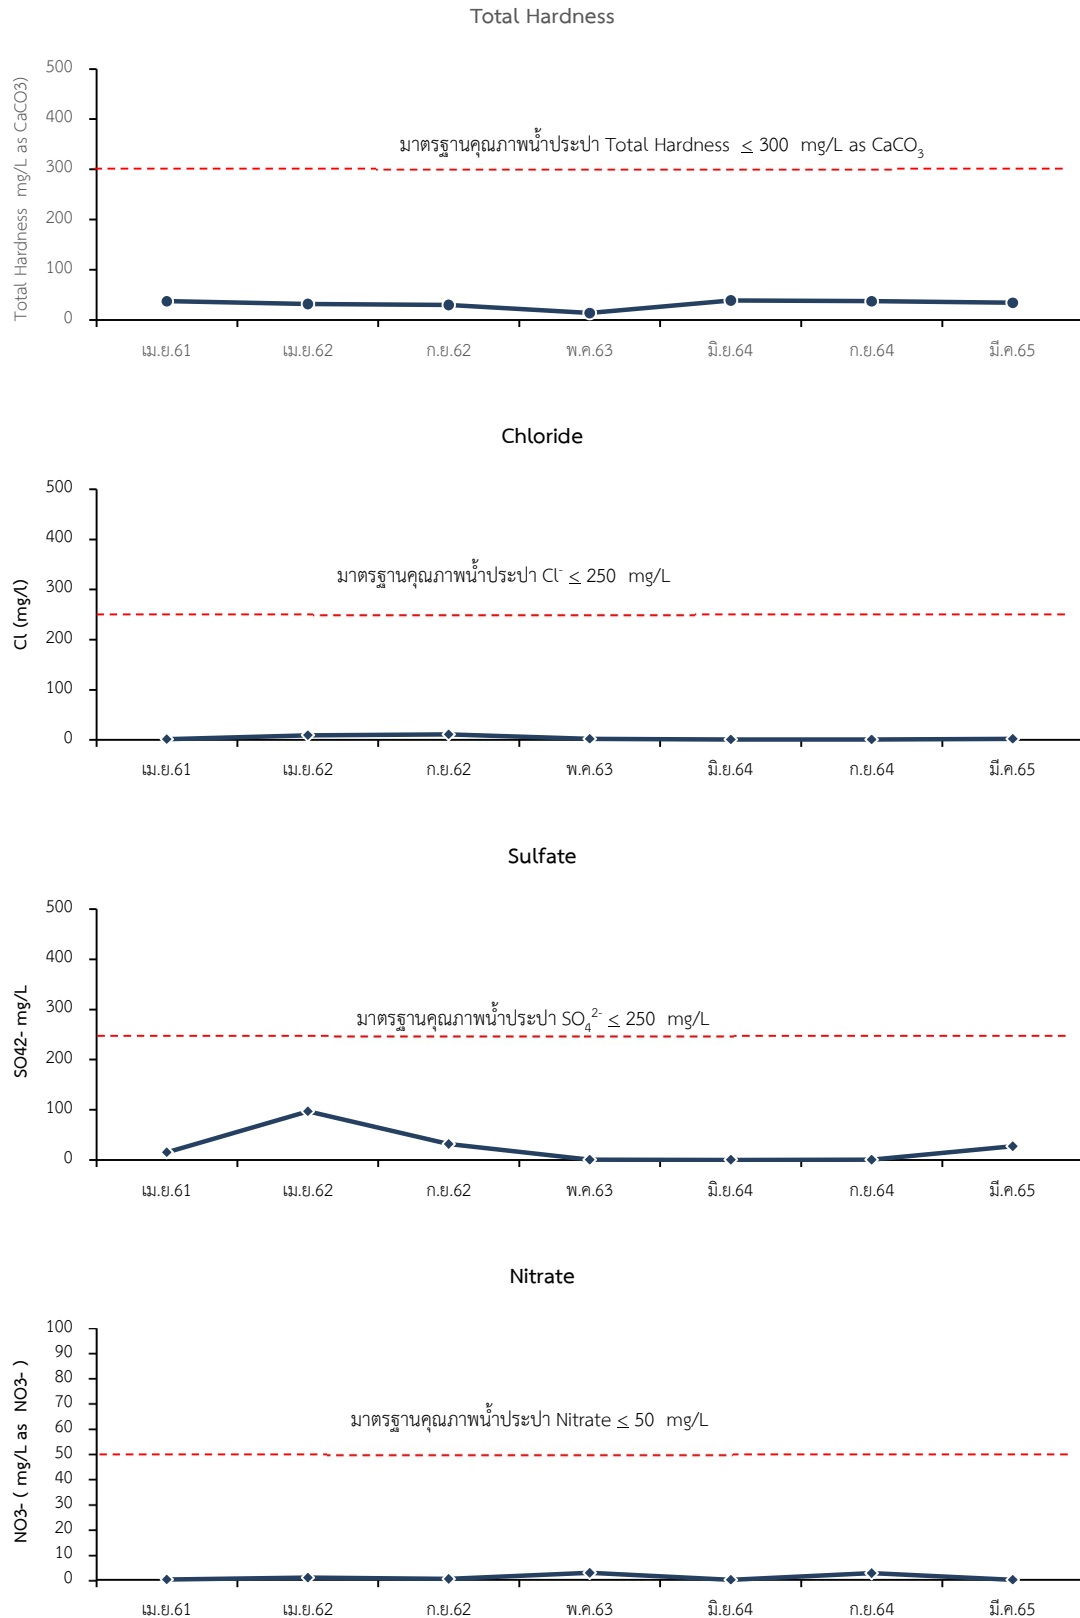 Total Hardness
Total Hardness mg/L as CaCO3)
500
400
300
200
100
0
มาตรฐานคุณภาพน้ำประปา Total Hardness ≤ 300 mg/L as CaCO₃
เม.ย.61 เม.ย.62 ก.ย.62 พ.ค.63 มิ.ย.64 ก.ย.64 มี.ค.65
Chloride
Cl (mg/l)
500
400
300
200
100
0
มาตรฐานคุณภาพน้ำประปา Cl⁻ ≤ 250 mg/L
เม.ย.61 เม.ย.62 ก.ย.62 พ.ค.63 มิ.ย.64 ก.ย.64 มี.ค.65
Sulfate
SO42- mg/L
500
400
300
200
100
0
มาตรฐานคุณภาพน้ำประปา SO₄²⁻ ≤ 250 mg/L
เม.ย.61 เม.ย.62 ก.ย.62 พ.ค.63 มิ.ย.64 ก.ย.64 มี.ค.65
Nitrate
NO3- ( mg/L as NO3- )
100
90
80
70
60
50
40
30
20
10
0
มาตรฐานคุณภาพน้ำประปา Nitrate ≤ 50 mg/L
เม.ย.61 เม.ย.62 ก.ย.62 พ.ค.63 มิ.ย.64 ก.ย.64 มี.ค.65